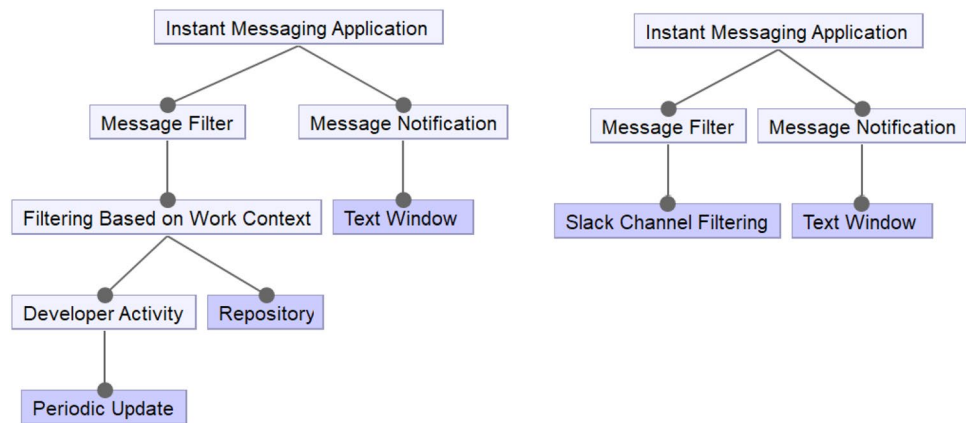 Instant Messaging Application
Message Filter
Message Notification
Filtering Based on Work Context
Text Window
Developer Activity
Repository
Periodic Update
Instant Messaging Application
Message Filter
Message Notification
Slack Channel Filtering
Text Window